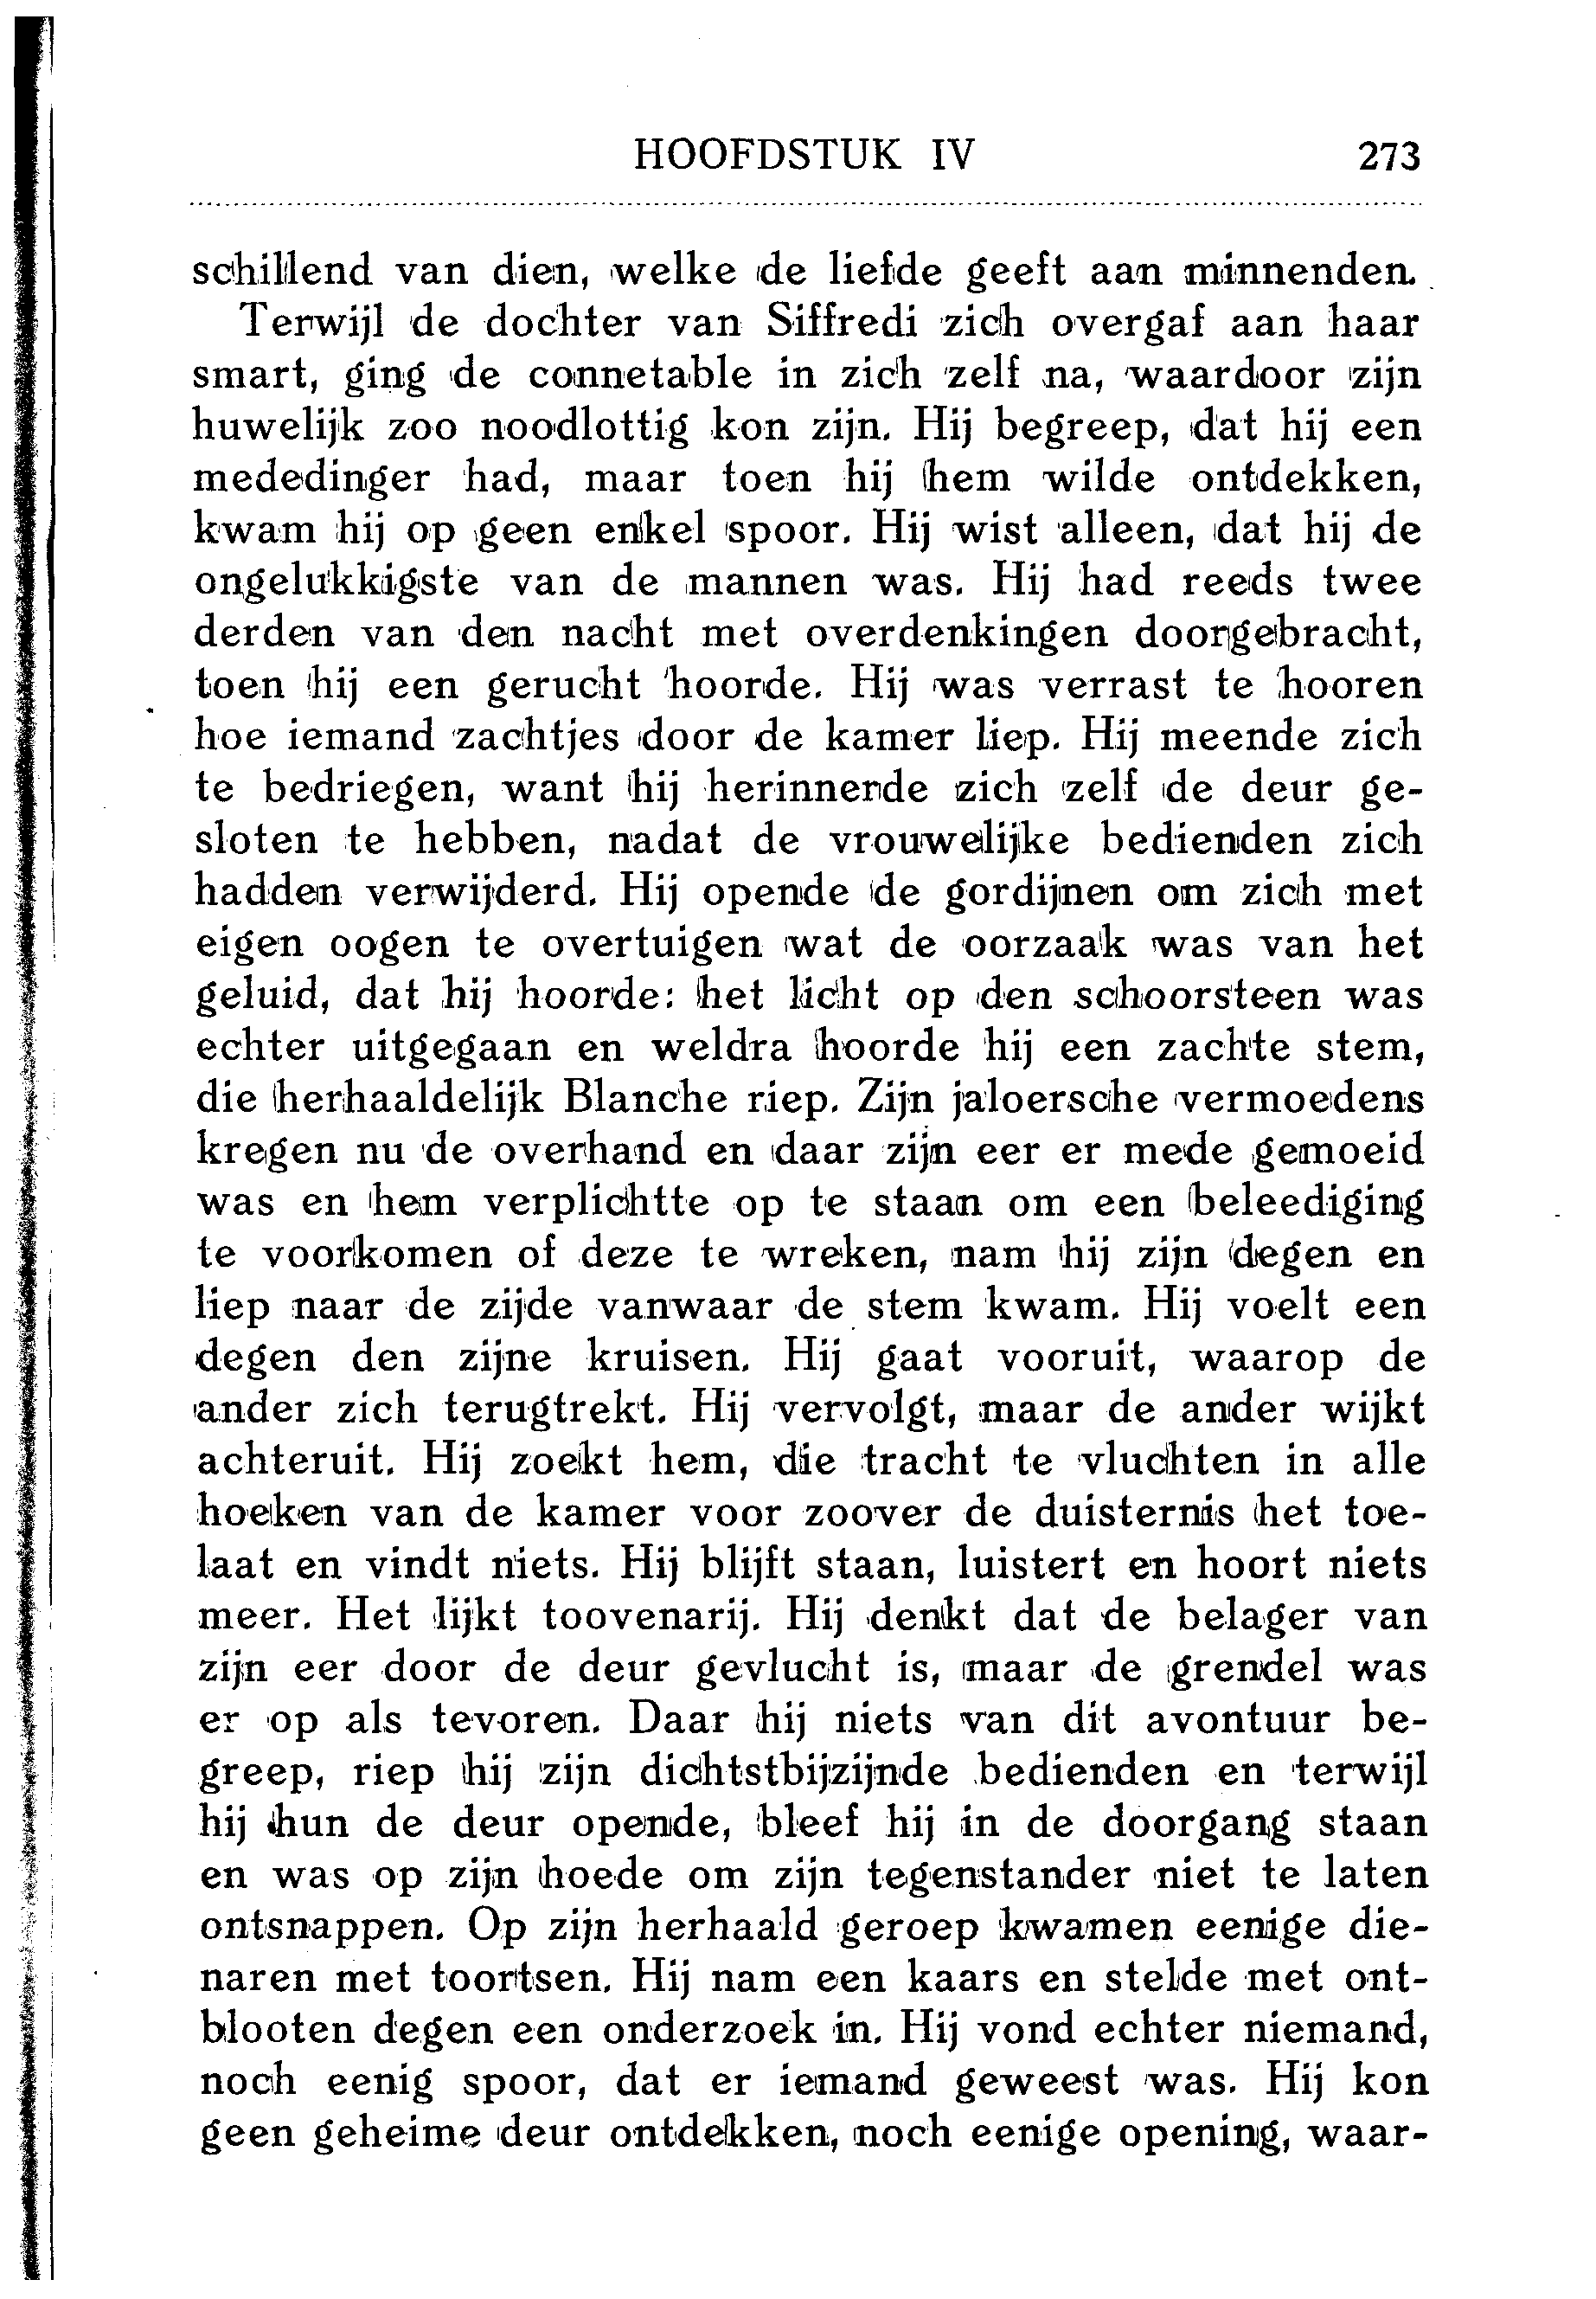 HOOFDSTUK IV 273
schillend van dien, welke de liefde geeft aan minnenden.
Terwijl de dochter van Siffredi zich overgaf aan haar
smart, ging de connetable in zich zelf na, waardoor zijn
huwelijk zoo noodlottig kon zijn. Hij begreep, dat hij een
mededinger had, maar toen hij hem wilde ontdekken,
kwam hij op geen enkel spoor. Hij wist alleen, dat hij de
ongelukkigste van de mannen was. Hij had reeds twee
derden van den nacht met overdenkingen doorgebracht,
toen hij een gerucht hoorde. Hij was verrast te hooren
hoe iemand zachtjes door de kamer liep. Hij meende zich
te bedriegen, want hij herinnerde zich zelf de deur ge-
sloten te hebben, nadat de vrouwelijke bedienden zich
hadden verwijderd. Hij opende de gordijnen om zich met
eigen oogen te overtuigen wat de oorzaak was van het
geluid, dat hij hoorde: het licht op den schoorsteen was
echter uitgegaan en weldra hoorde hij een zachte stem,
die herhaaldelijk Blanche riep. Zijn jaloersche vermoedens
kregen nu de overhand en daar zijn eer er mede gemoeid
was en hem verplichtte op te staan om een beleediging
te voorkomen of deze te wreken, nam hij zijn degen en
liep naar de zijde vanwaar de stem kwam. Hij voelt een
degen den zijne kruisen. Hij gaat vooruit, waarop de
ander zich terugtrekt. Hij vervolgt, maar de ander wijkt
achteruit. Hij zoekt hem, die tracht te vluchten in alle
hoeken van de kamer voor zoover de duisternis het toe-
laat en vindt niets. Hij blijft staan, luistert en hoort niets
meer. Het lijkt toovenarij. Hij denkt dat de belager van
zijn eer door de deur gevlucht is, maar de grendel was
er op als tevoren. Daar hij niets van dit avontuur be-
greep, riep hij zijn dichtstbijzijnde bedienden en terwijl
hij hun de deur opende, bleef hij in de doorgang staan
en was op zijn hoede om zijn tegenstander niet te laten
ontsnappen. Op zijn herhaald geroep kwamen eenige die-
naren met toortsen. Hij nam een kaars en stelde met ont-
blooten degen een onderzoek in. Hij vond echter niemand,
noch eenig spoor, dat er iemand geweest was. Hij kon
geen geheime deur ontdekken, noch eenige opening, waar-